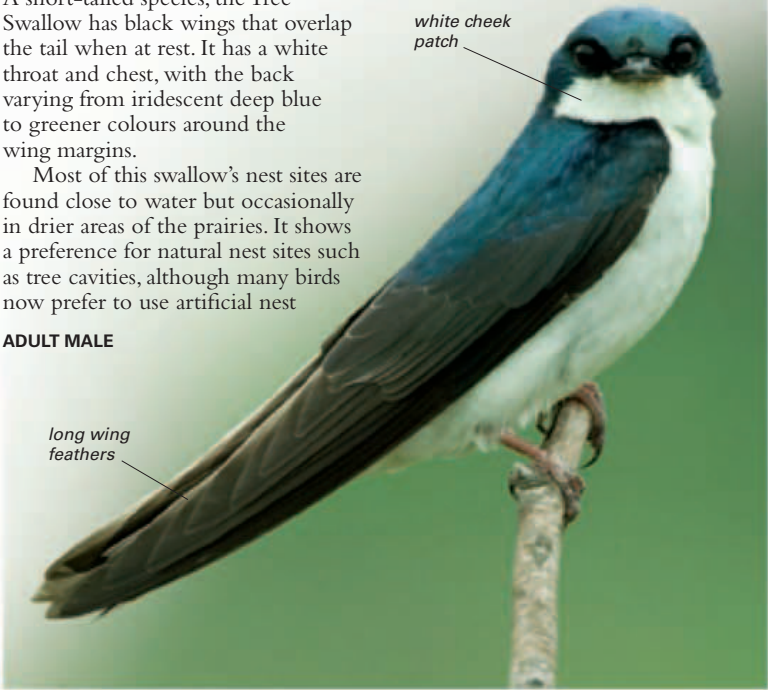 A short-tailed species, the Tree
Swallow has black wings that overlap
the tail when at rest. It has a white
throat and chest, with the back
varying from iridescent deep blue
to greener colours around the
wing margins.
Most of this swallow's nest sites are
found close to water but occasionally
in drier areas of the prairies. It shows
a preference for natural nest sites such
as tree cavities, although many birds
now prefer to use artificial nest
ADULT MALE
white cheek
patch
long wing
feathers